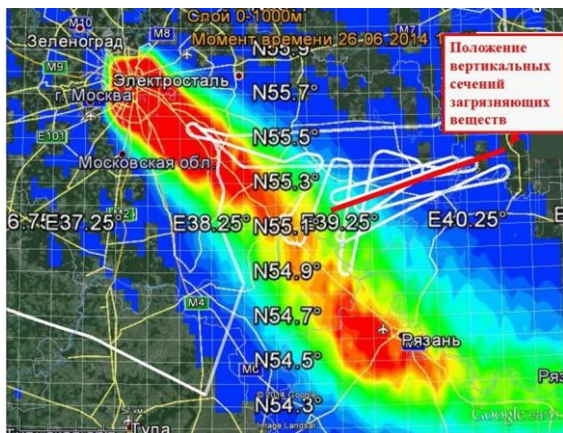 Слой 0-1000м
Момент времени 26 06 2014 1
M10
M8
M7
Зеленоград
N55.9°
Положение
вертикальных
сечений
загрязняющих
веществ
M9
Электросталь
N55.7°
г. Москва
E101
N55.5°
Московская обл.
N55.3°
E37.25°
E38.25°
N55.1°
E39.25°
E40.25°
N54.9°
M4
N54.7°
Рязань
N54.5°
M6
Ряз
N54.3°
Image Landsat
Google earth
Тула